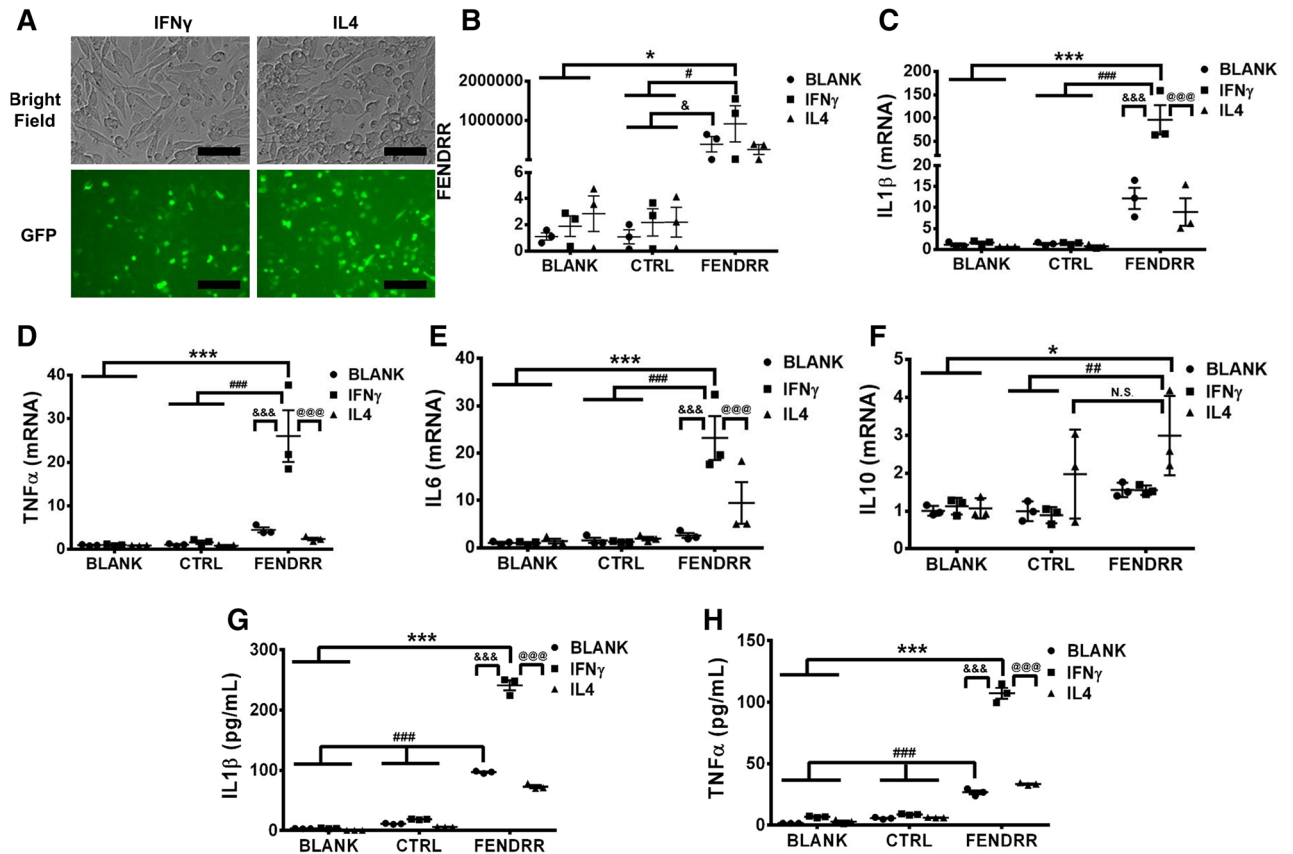 A
IFNγ
IL4
Bright
Field
GFP
B
FENDRR
2000000
1000000
6
4
2
0
*
#
&
BLANK
IFNγ
IL4
BLANK
CTRL
FENDRR
C
IL1β (mRNA)
200
150
100
50
20
15
10
5
0
***
###
&&&
@@@
BLANK
IFNγ
IL4
BLANK
CTRL
FENDRR
D
TNFα (mRNA)
40
30
20
10
0
***
###
&&&
@@@
BLANK
IFNγ
IL4
BLANK
CTRL
FENDRR
E
IL6 (mRNA)
40
30
20
10
0
***
###
&&&
@@@
BLANK
IFNγ
IL4
BLANK
CTRL
FENDRR
F
IL10 (mRNA)
5
4
3
2
1
0
*
##
N.S.
BLANK
IFNγ
IL4
BLANK
CTRL
FENDRR
G
IL1β (pg/mL)
300
200
100
0
***
&&&
@@@
###
BLANK
IFNγ
IL4
BLANK
CTRL
FENDRR
H
TNFα (pg/mL)
150
100
50
0
***
&&&
@@@
###
BLANK
IFNγ
IL4
BLANK
CTRL
FENDRR